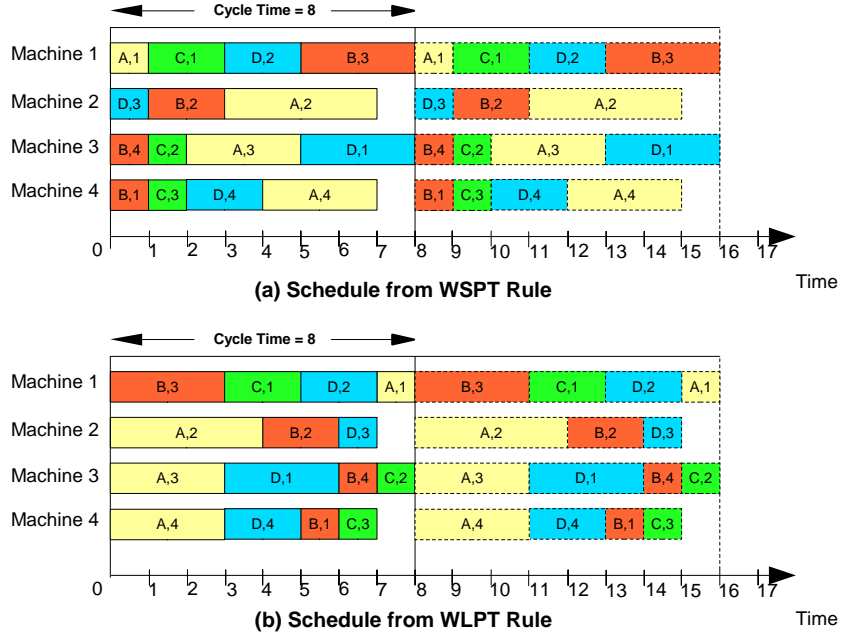 Cycle Time = 8
Machine 1 A,1 C,1 D,2 B,3 A,1 C,1 D,2 B,3
Machine 2 D,3 B,2 A,2 D,3 B,2 A,2
Machine 3 B,4 C,2 A,3 D,1 B,4 C,2 A,3 D,1
Machine 4 B,1 C,3 D,4 A,4 B,1 C,3 D,4 A,4
0 1 2 3 4 5 6 7 8 9 10 11 12 13 14 15 16 17
Time
(a) Schedule from WSPT Rule
Cycle Time = 8
Machine 1 B,3 C,1 D,2 A,1 B,3 C,1 D,2 A,1
Machine 2 A,2 B,2 D,3 A,2 B,2 D,3
Machine 3 A,3 D,1 B,4 C,2 A,3 D,1 B,4 C,2
Machine 4 A,4 D,4 B,1 C,3 A,4 D,4 B,1 C,3
0 1 2 3 4 5 6 7 8 9 10 11 12 13 14 15 16 17
(b) Schedule from WLPT Rule Time